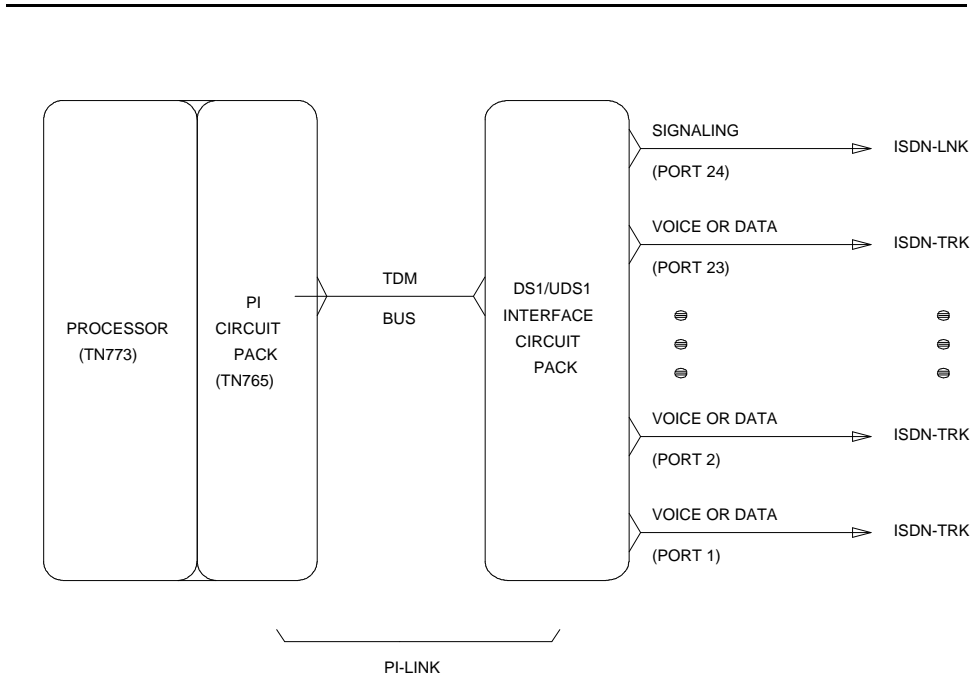 PROCESSOR
(TN773)
PI
CIRCUIT
PACK
(TN765)
TDM
BUS
DS1/UDS1
INTERFACE
CIRCUIT
PACK
SIGNALING
(PORT 24)
ISDN-LNK
VOICE OR DATA
(PORT 23)
ISDN-TRK
VOICE OR DATA
(PORT 2)
ISDN-TRK
VOICE OR DATA
(PORT 1)
ISDN-TRK
PI-LINK